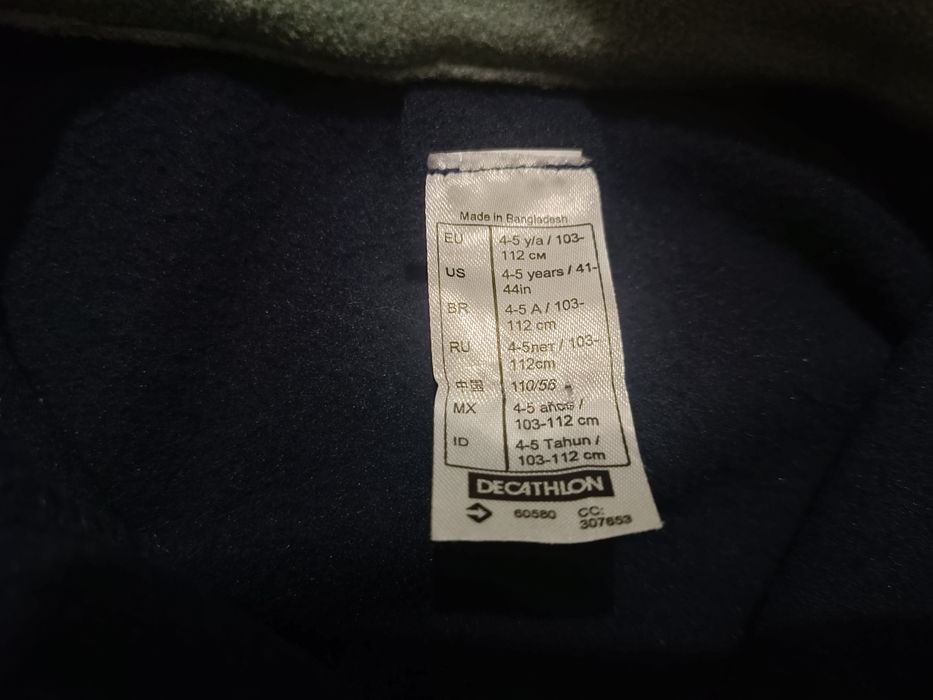 Made in Bangladesh
EU 4-5 y/a / 103-
112 см
US 4-5 years / 41-
44in
BR 4-5 A / 103-
112 cm
RU 4-5лет / 103-
112cm
中国 110/56
MX 4-5 años /
103-112 cm
ID 4-5 Tahun /
103-112 cm
DECATHLON
60580 CC:
307653